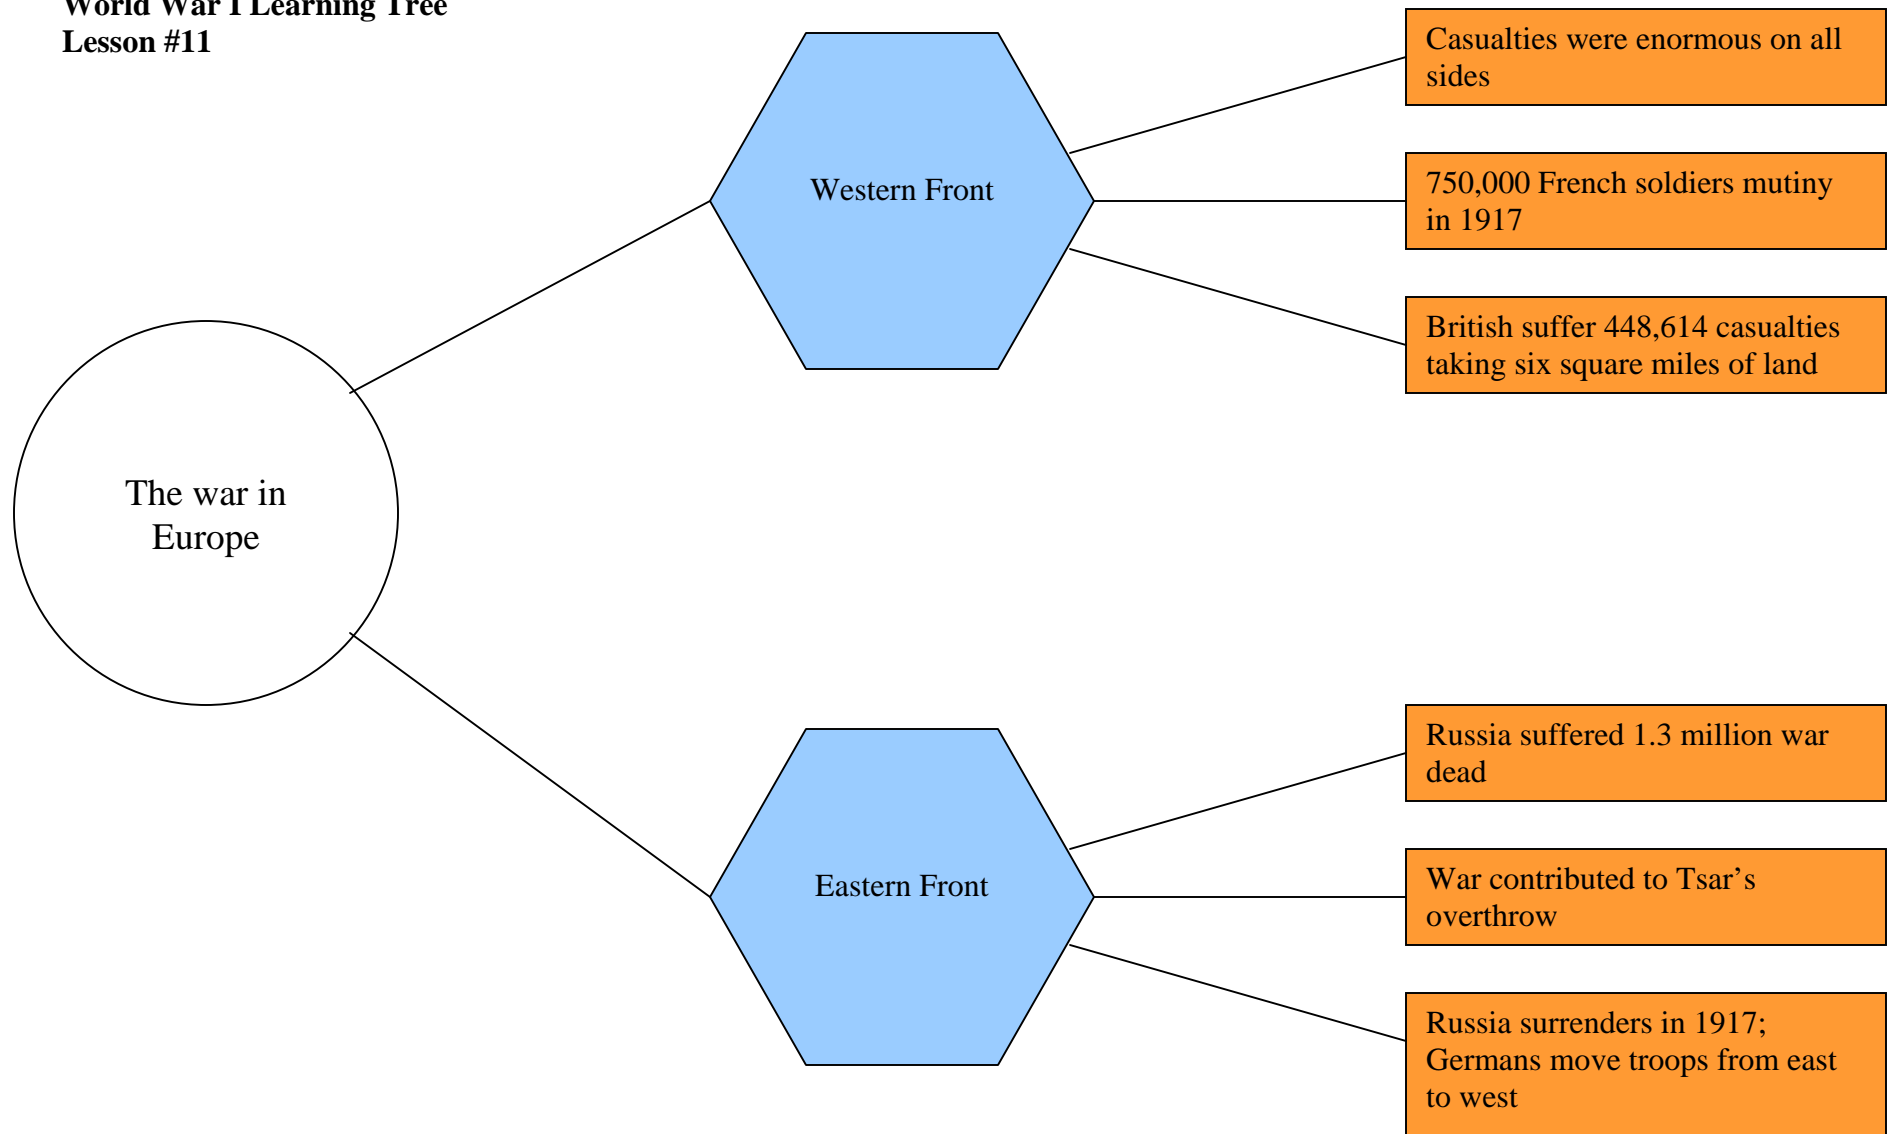 World War I Learning Tree
Lesson #11
Casualties were enormous on all
sides
Western Front
750,000 French soldiers mutiny
in 1917
British suffer 448,614 casualties
taking six square miles of land
The war in
Europe
Russia suffered 1.3 million war
dead
Eastern Front
War contributed to Tsar’s
overthrow
Russia surrenders in 1917;
Germans move troops from east
to west